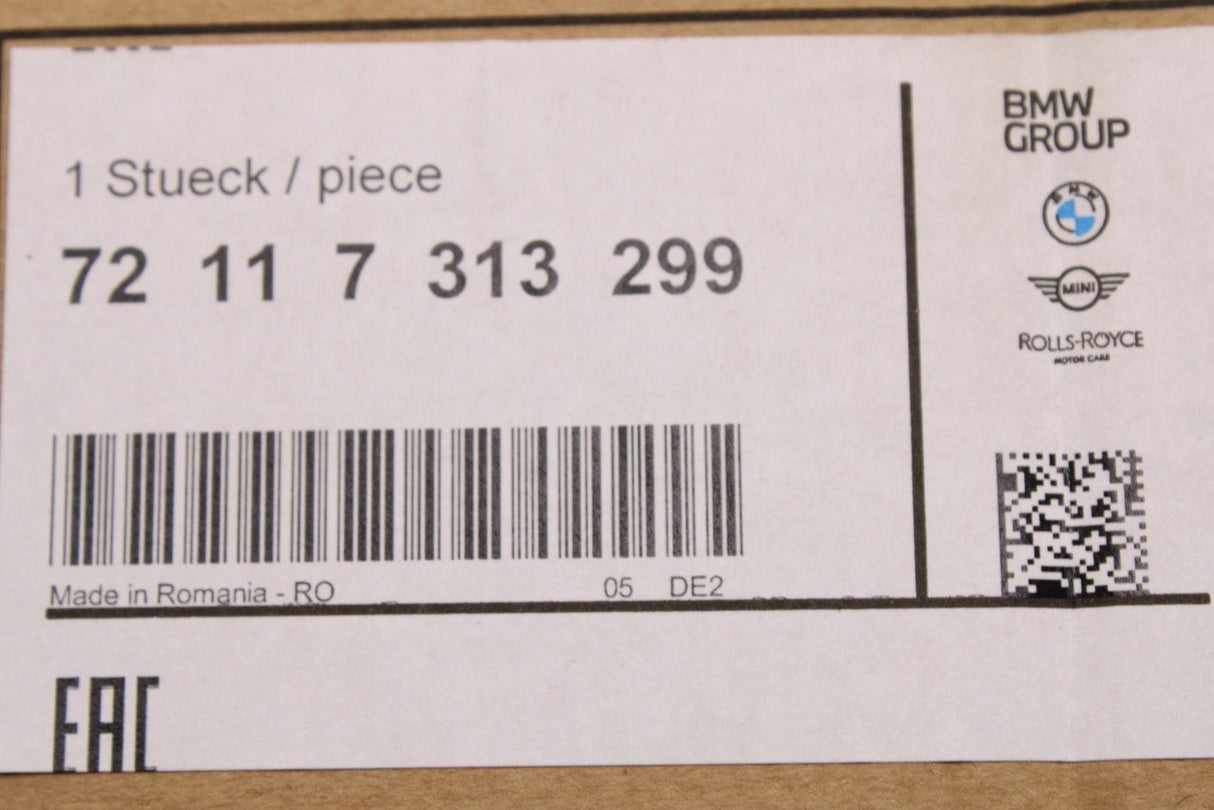 1 Stueck / piece
72 11 7 313 299
Made in Romania - RO 05 DE2
EAC
BMW
GROUP
BMW
MINI
ROLLS-ROYCE
MOTOR CARS